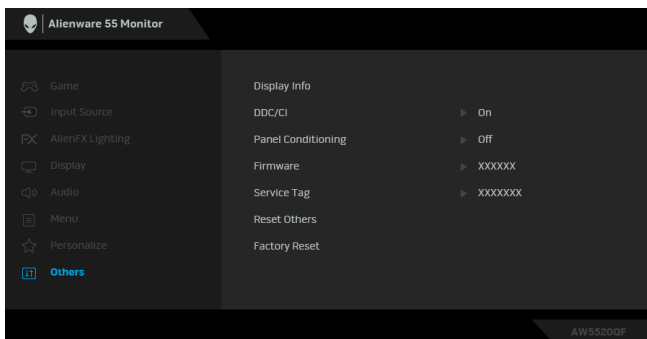 Alienware 55 Monitor
Game
Input Source
AlienFX Lighting
Display
Audio
Menu
Personalize
Others
Display Info
DDC/CI On
Panel Conditioning Off
Firmware XXXXXX
Service Tag XXXXXXX
Reset Others
Factory Reset
AW5520QF